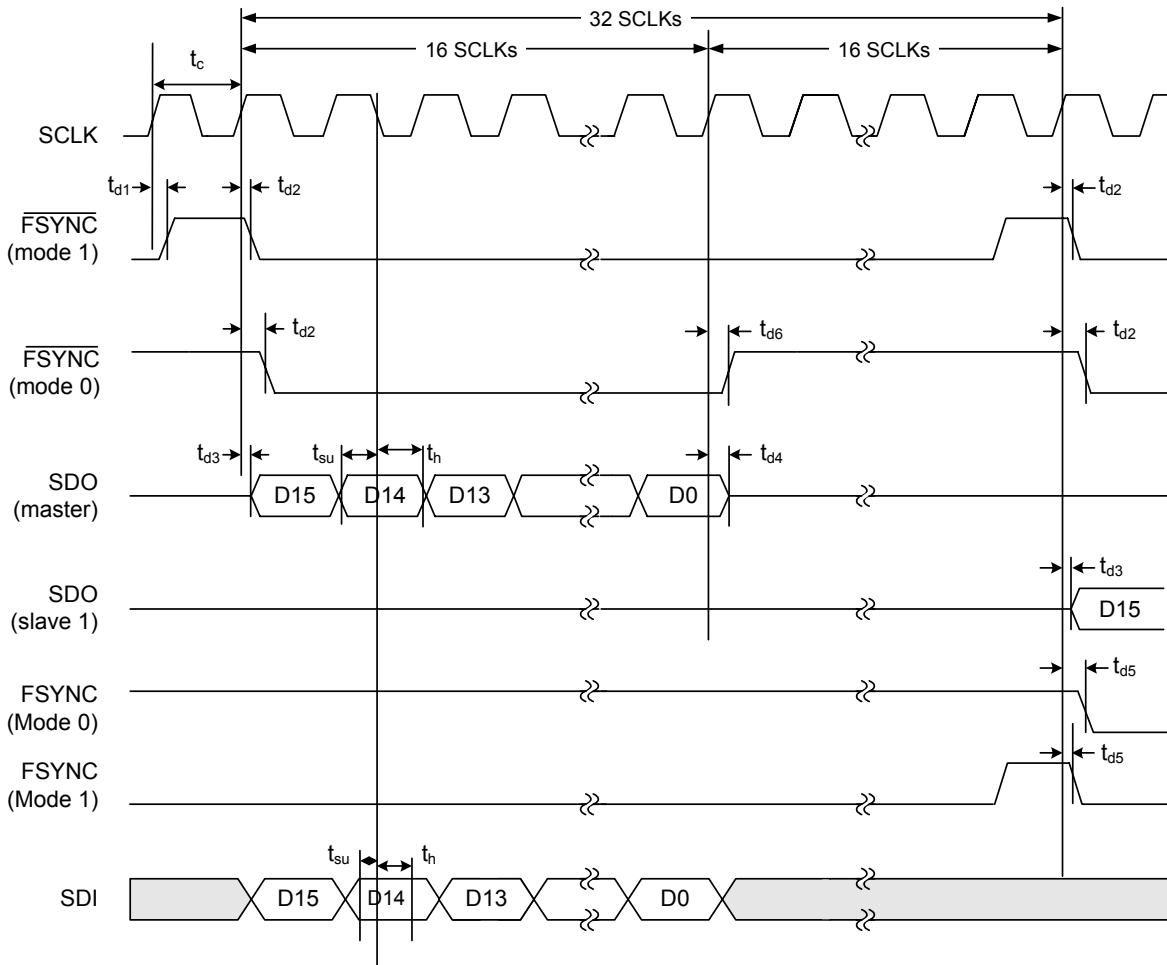 32 SCLKs
16 SCLKs
16 SCLKs
tc
SCLK
td1
td2
td2
FSYNC
(mode 1)
td2
td6
td2
FSYNC
(mode 0)
td3
tsu
th
td4
SDO
(master)
D15
D14
D13
D0
td3
SDO
(slave 1)
D15
td5
FSYNC
(Mode 0)
td5
FSYNC
(Mode 1)
tsu
th
SDI
D15
D14
D13
D0